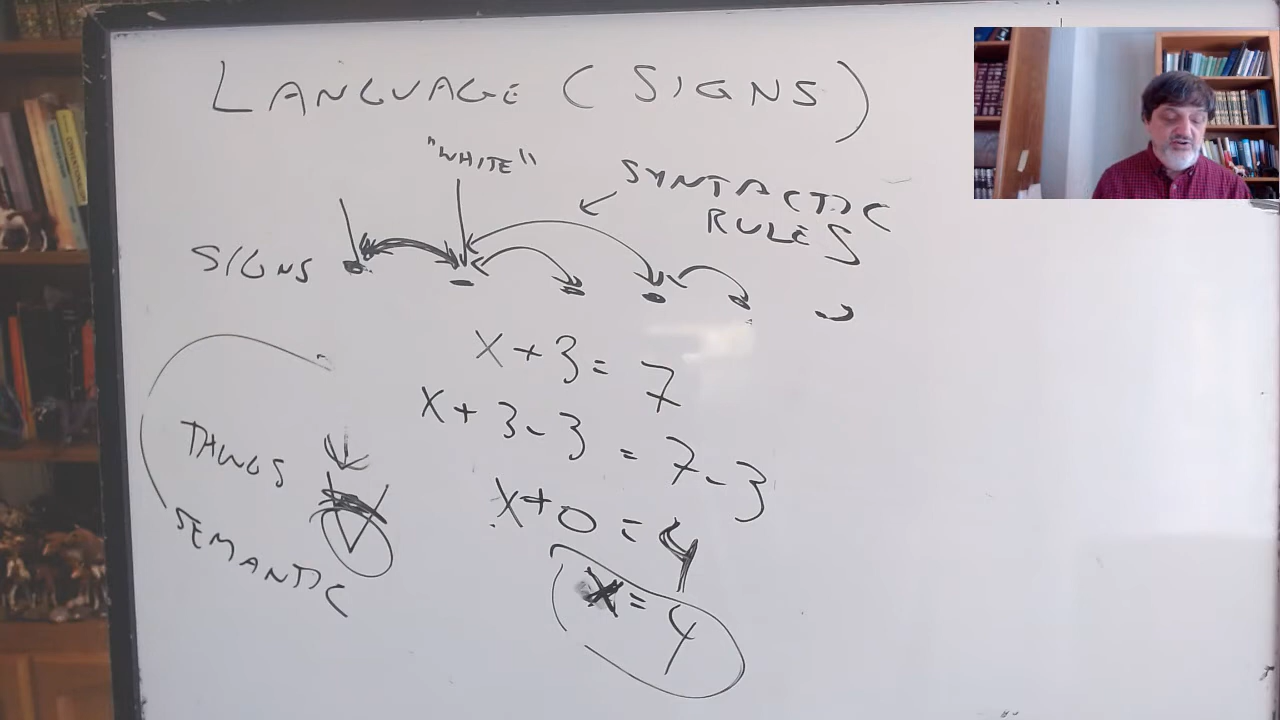 LANGUAGE (SIGNS)
"WHITE"
SYNTACTIC
RULES
SIGNS
X+3=7
X+3-3=7-3
X+0=4
X=4
THINGS
SEMANTIC